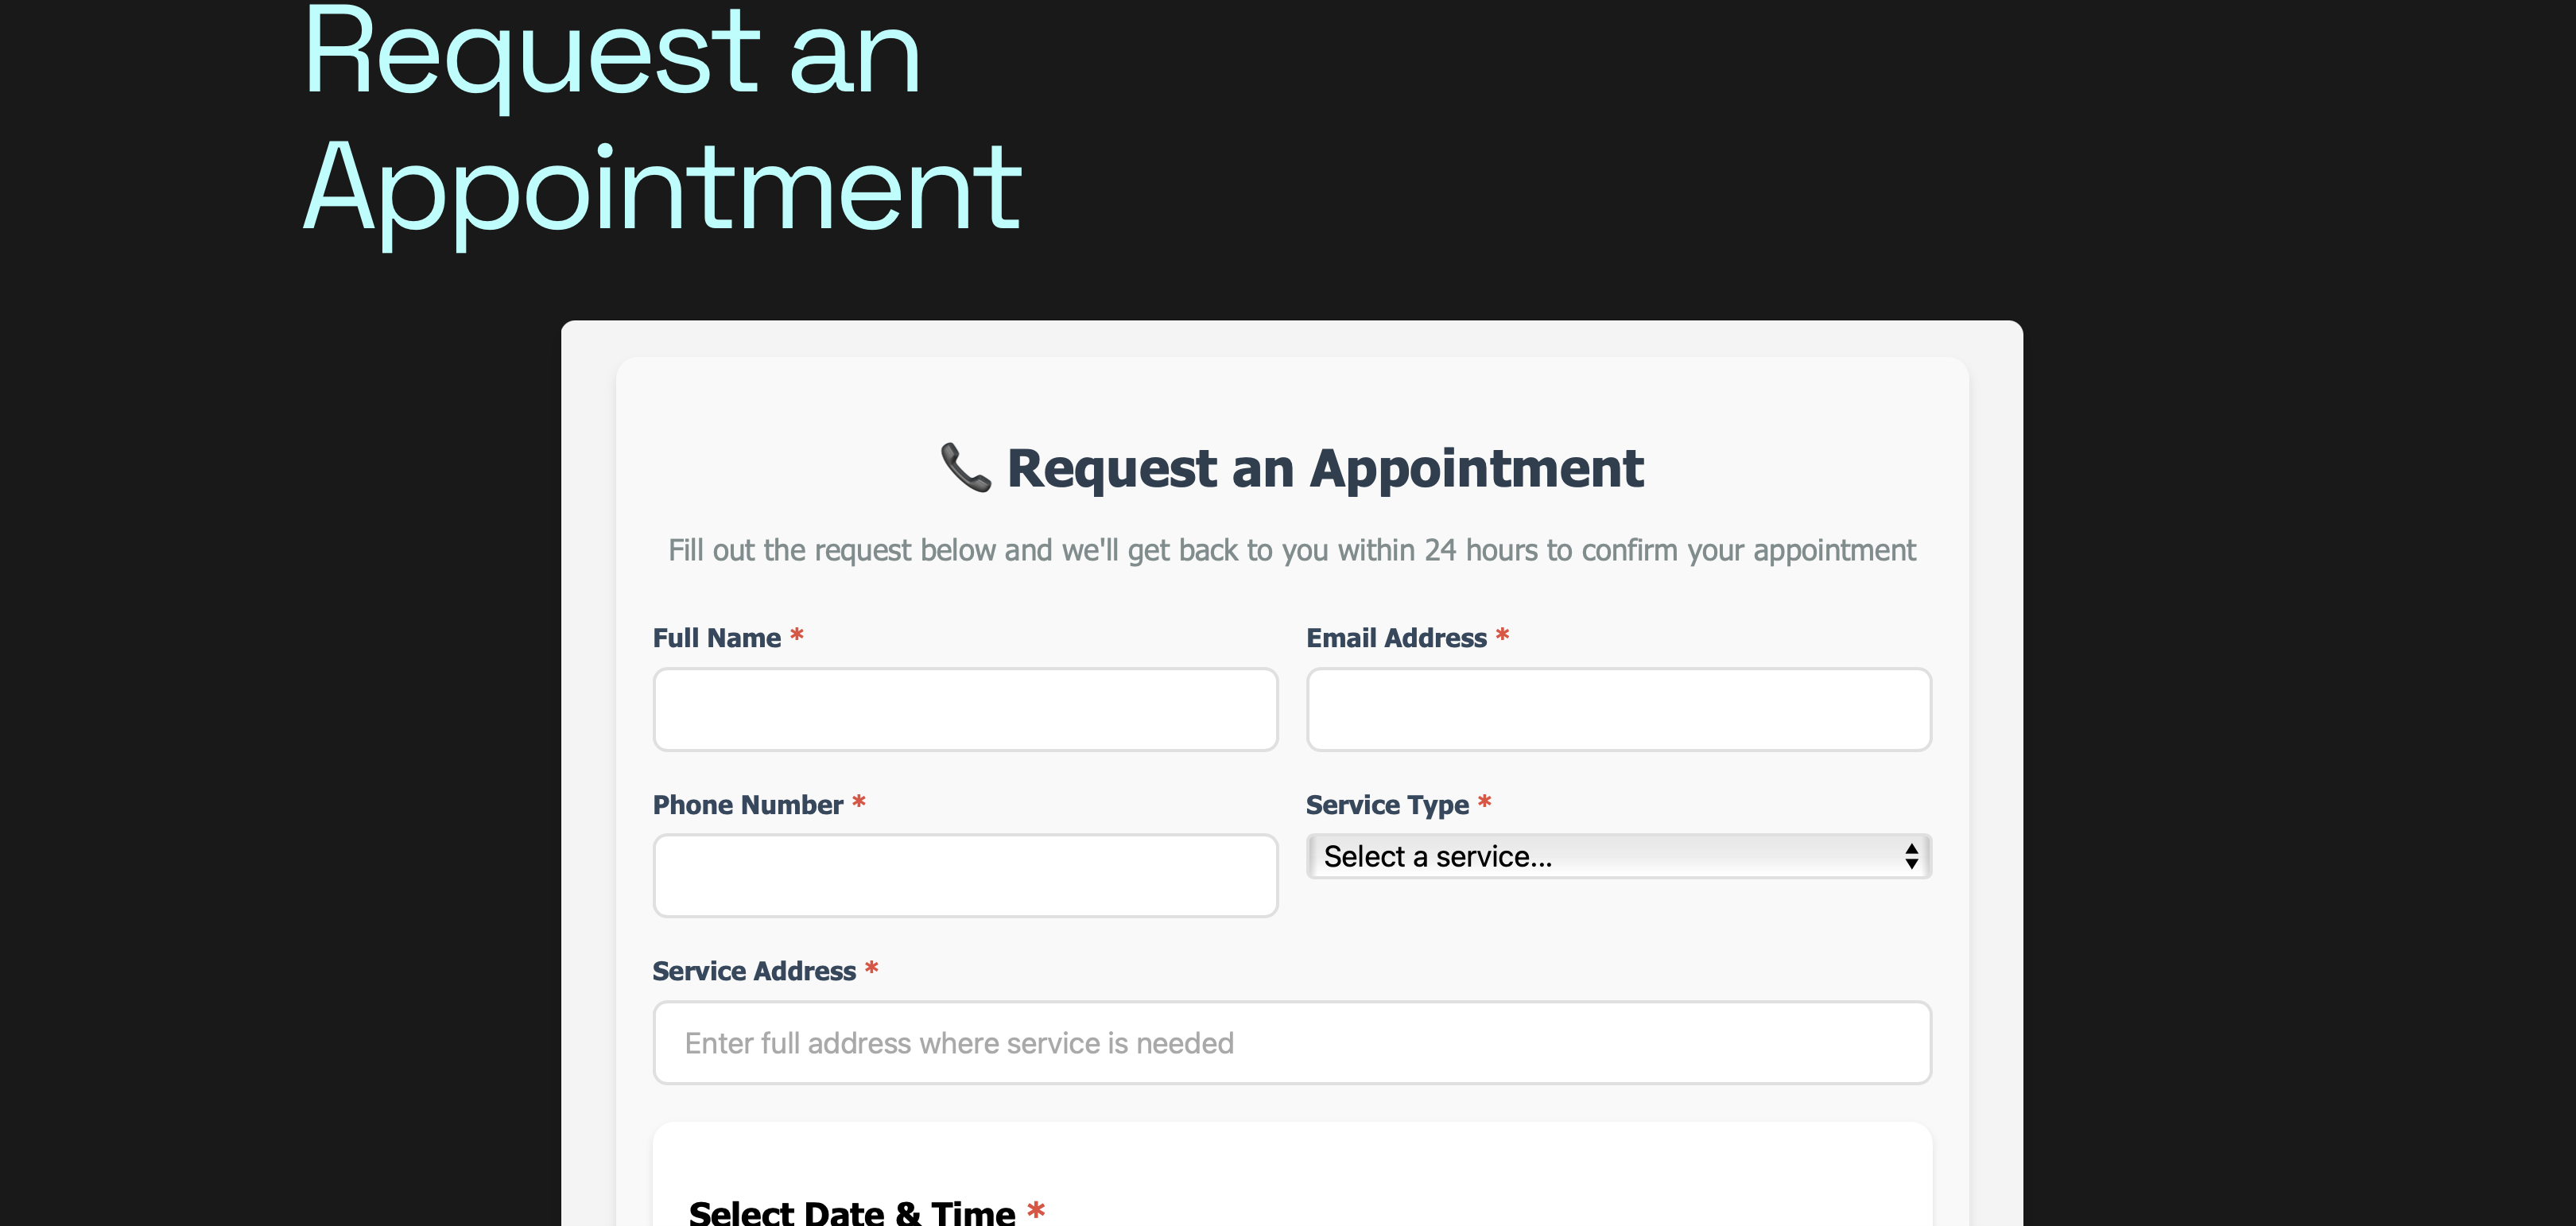 Request an
Appointment
Request an Appointment
Fill out the request below and we'll get back to you within 24 hours to confirm your appointment
Full Name *
Email Address *
Phone Number *
Service Type *
Select a service...
Service Address *
Enter full address where service is needed
Select Date & Time *